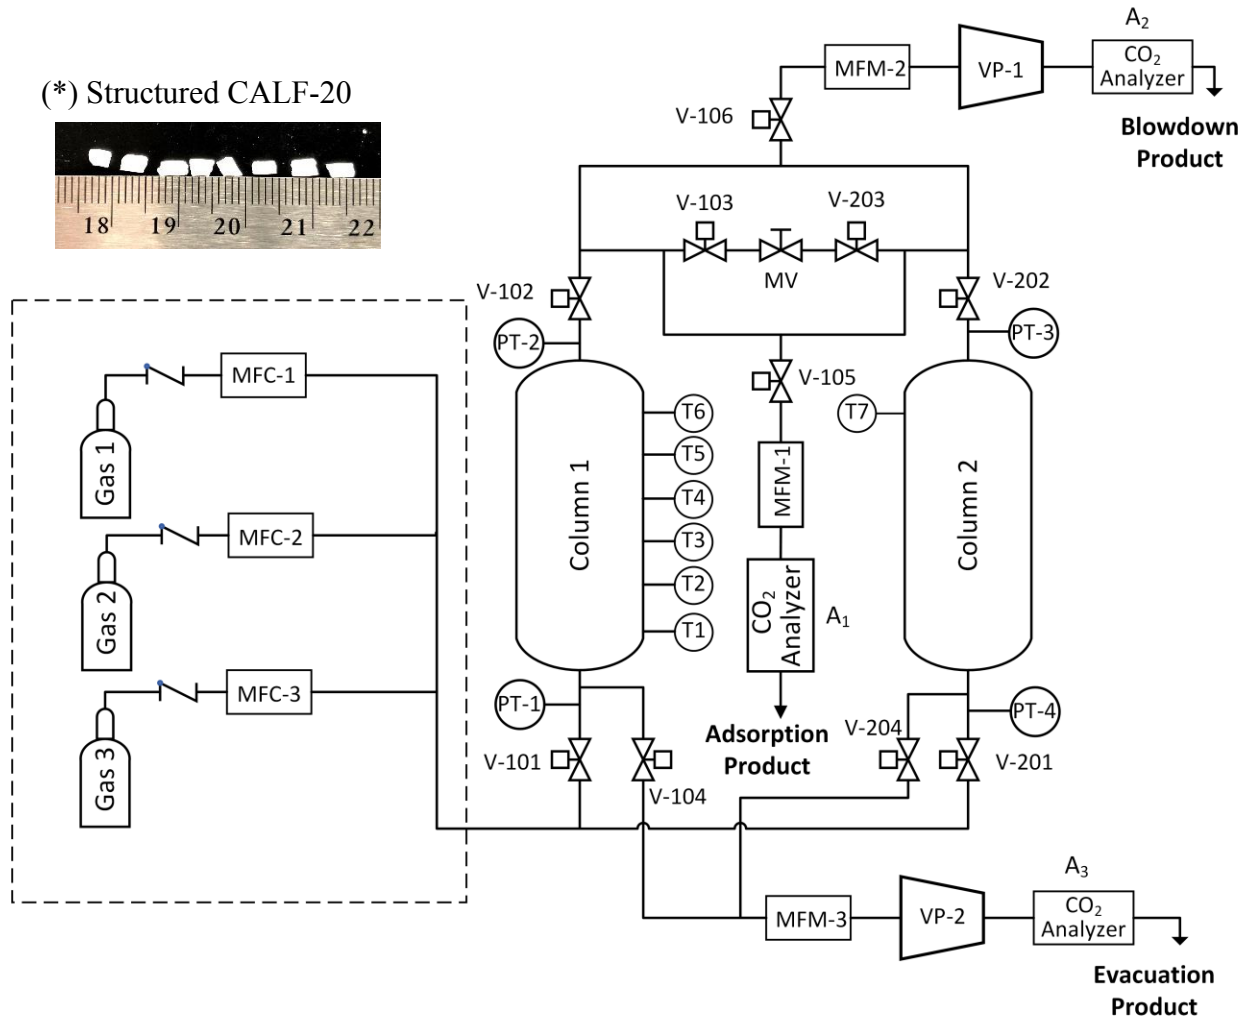 A₂
MFM-2
VP-1
CO₂
Analyzer
Blowdown
Product
(*) Structured CALF-20
18 19 20 21 22
V-106
V-103
V-203
MV
V-102
V-202
PT-2
PT-3
V-105
MFC-1
T6
T7
T5
T4
T3
T2
T1
Gas 1
MFC-2
Gas 2
MFC-3
Gas 3
Column 1
MFM-1
CO₂
Analyzer
A₁
Column 2
PT-1
PT-4
Adsorption
Product
V-204
V-101
V-201
V-104
A₃
MFM-3
VP-2
CO₂
Analyzer
Evacuation
Product